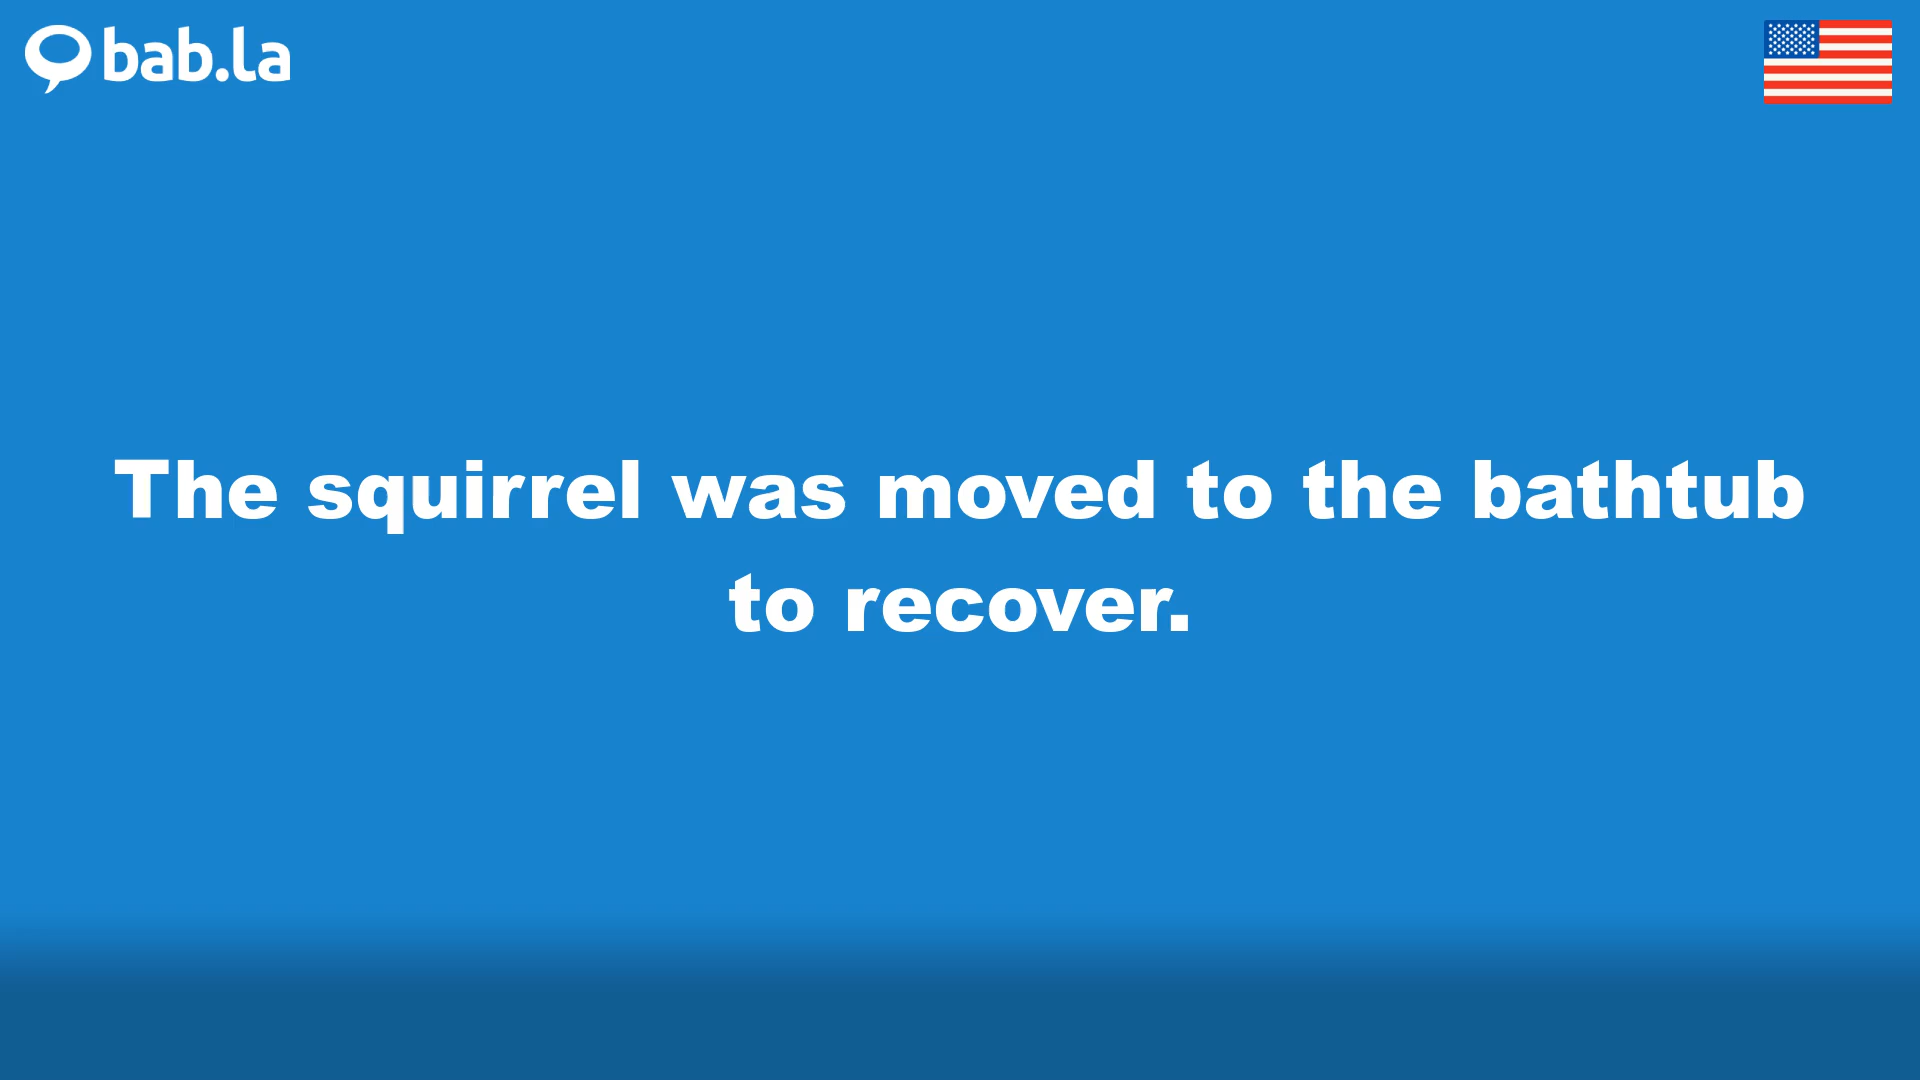 bab.la
The squirrel was moved to the bathtub
to recover.